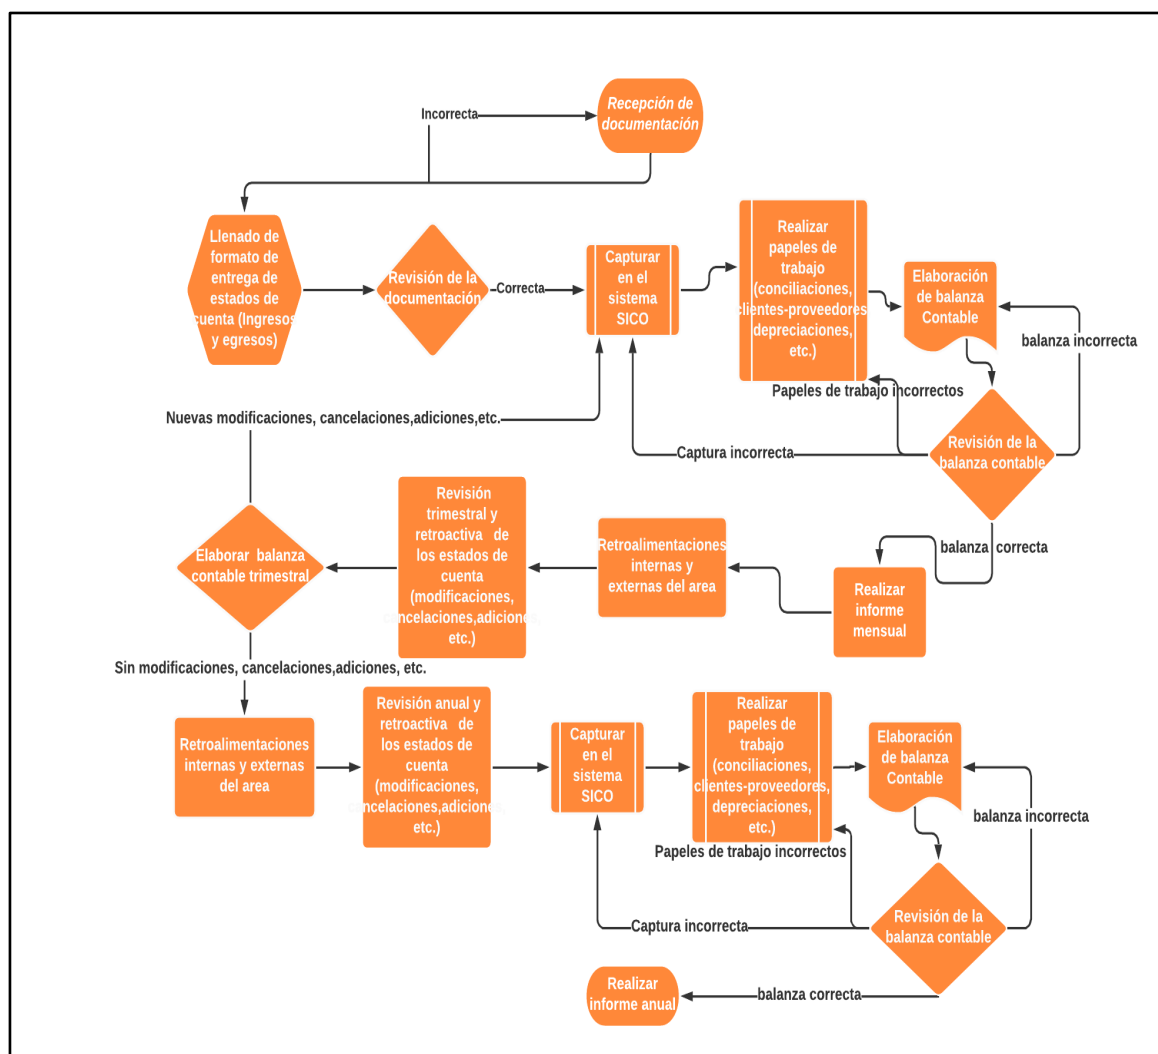 Recepción de
documentación
Incorrecta
Llenado de
formato de
entrega de
estados de
cuenta (Ingresos
y egresos)
Revisión de la
documentación
Correcta
Capturar
en el
sistema
SICO
Realizar
papeles de
trabajo
(conciliaciones,
clientes-proveedores,
depreciaciones,
etc.)
Elaboración
de balanza
Contable
balanza incorrecta
Papeles de trabajo incorrectos
Nuevas modificaciones, cancelaciones,adiciones,etc.
Captura incorrecta
Revisión de la
balanza contable
balanza correcta
Realizar
informe
mensual
Retroalimentaciones
internas y
externas del area
Revisión
trimestral y
retroactiva de
los estados de
cuenta
(modificaciones,
cancelaciones,adiciones,
etc.)
Elaborar balanza
contable trimestral
Sin modificaciones, cancelaciones,adiciones, etc.
Retroalimentaciones
internas y externas
del area
Revisión anual y
retroactiva de
los estados de
cuenta
(modificaciones,
cancelaciones,adiciones,
etc.)
Capturar
en el
sistema
SICO
Realizar
papeles de
trabajo
(conciliaciones,
clientes-proveedores,
depreciaciones,
etc.)
Elaboración
de balanza
Contable
balanza incorrecta
Papeles de trabajo incorrectos
Captura incorrecta
Revisión de la
balanza contable
balanza correcta
Realizar
informe anual